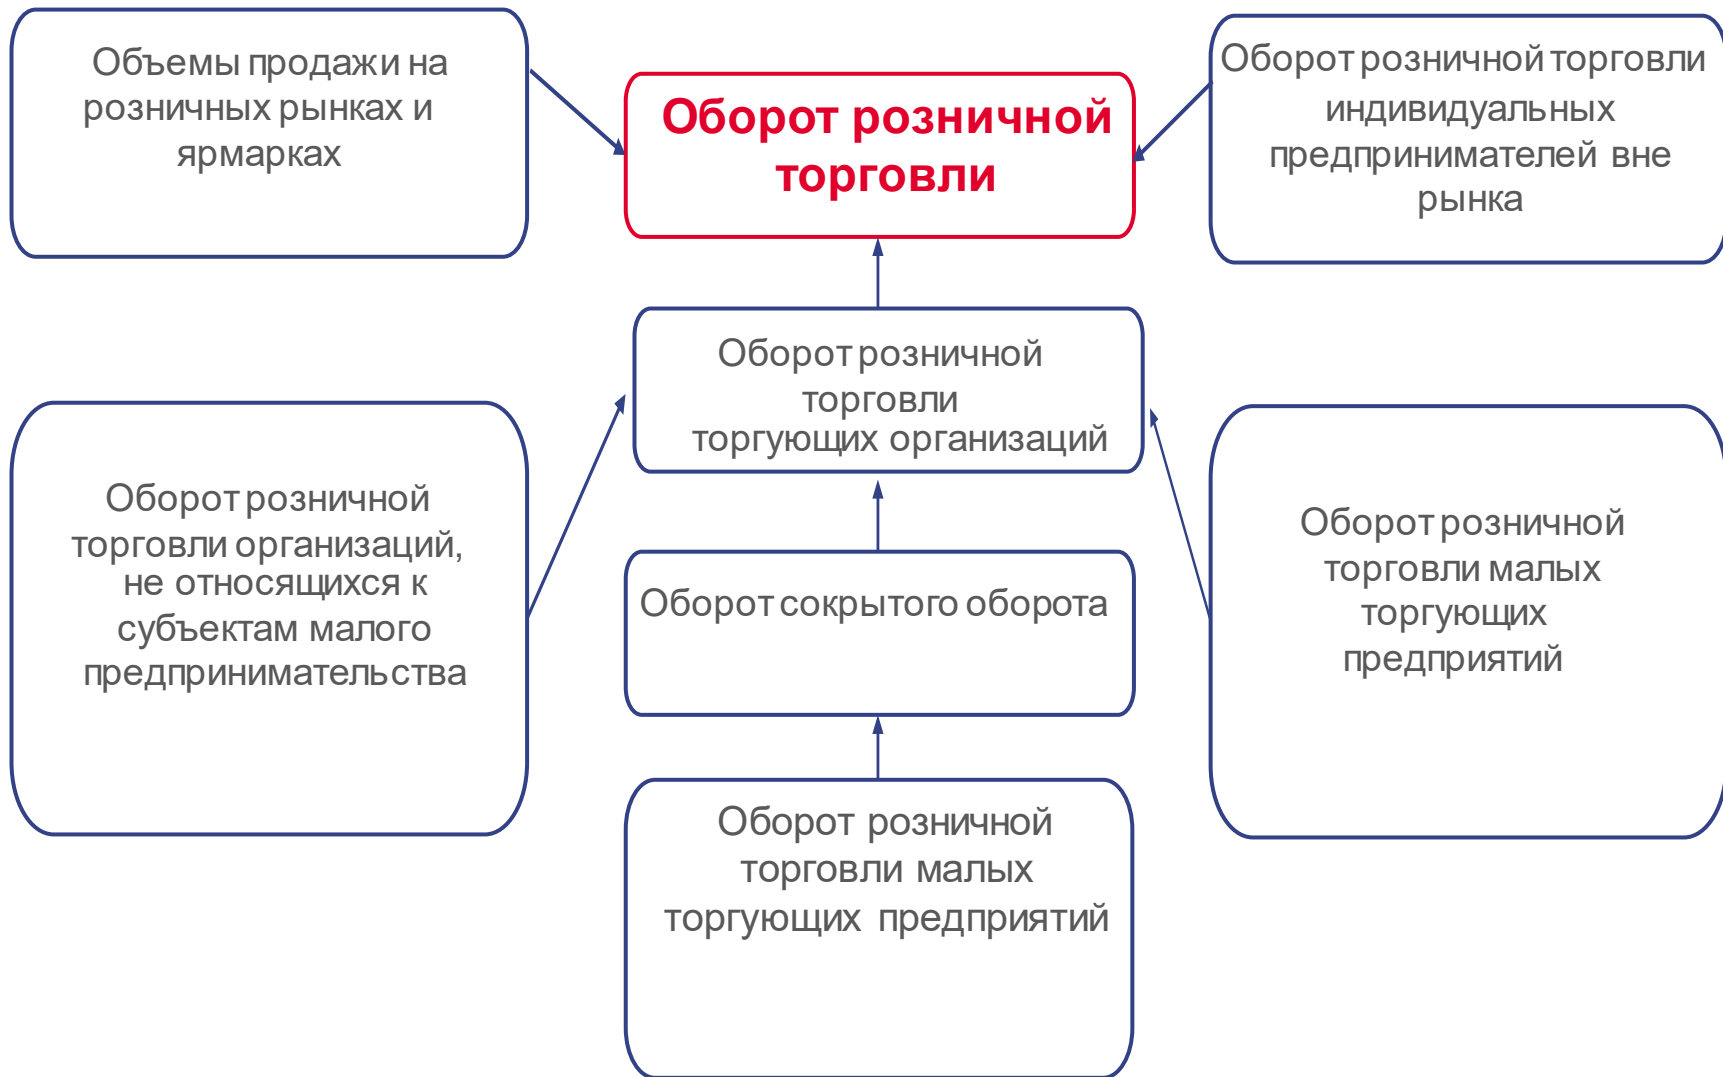 Объемы продажи на
розничных рынках и
ярмарках
Оборот розничной
торговли
Оборот розничной торговли
индивидуальных
предпринимателей вне
рынка
Оборот розничной
торговли
торгующих организаций
Оборот розничной
торговли организаций,
не относящихся к
субъектам малого
предпринимательства
Оборот сокрытого оборота
Оборот розничной
торговли малых
торгующих
предприятий
Оборот розничной
торговли малых
торгующих предприятий